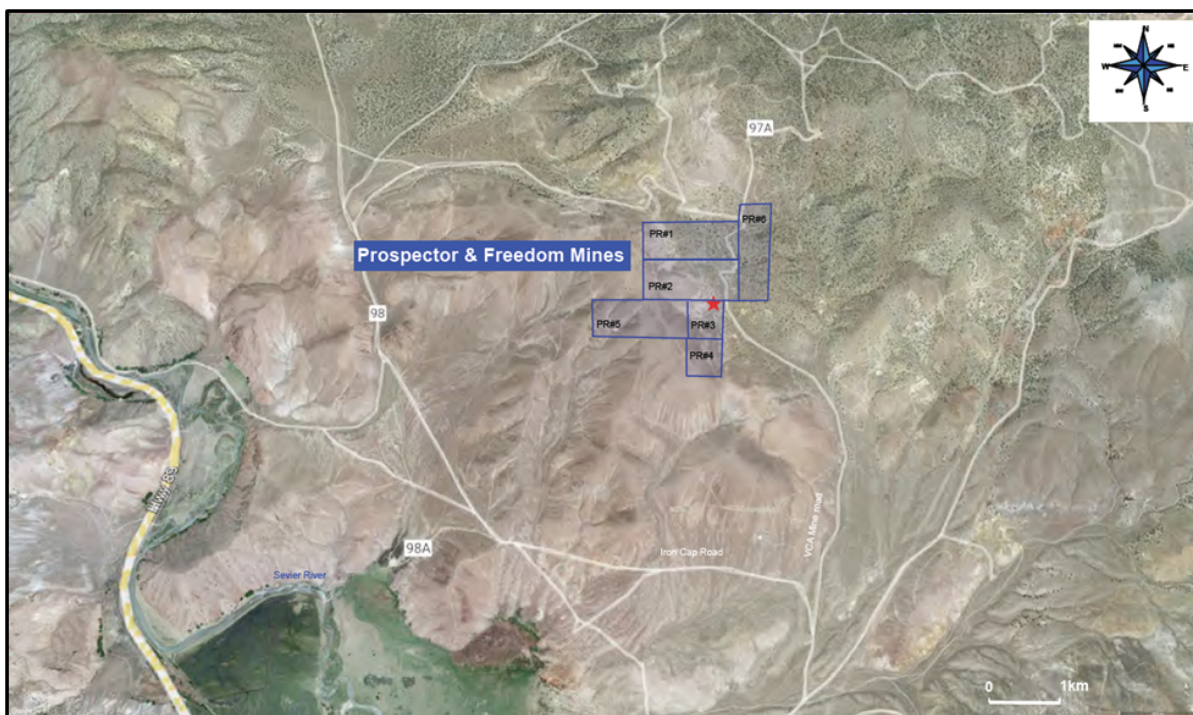 N
W
E
S
97A
PR#6
PR#1
Prospector & Freedom Mines
PR#2
98
PR#5
PR#3
PR#4
Hwy 89
98A
Iron Cap Road
VCA Mine road
Sevier River
0 1km